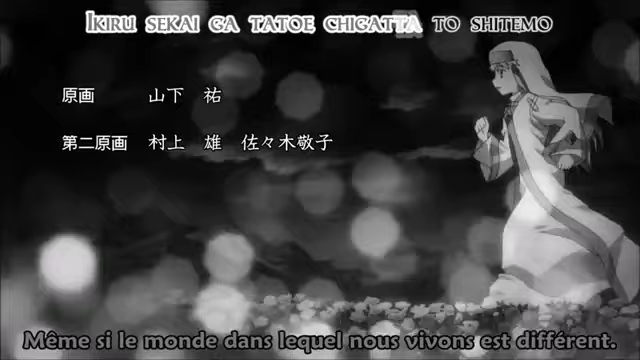 Ikiru sekai ga tatoe chigatta to shitemo
原画 山下 祐
第二原画 村上 雄 佐々木敬子
Même si le monde dans lequel nous vivons est différent.